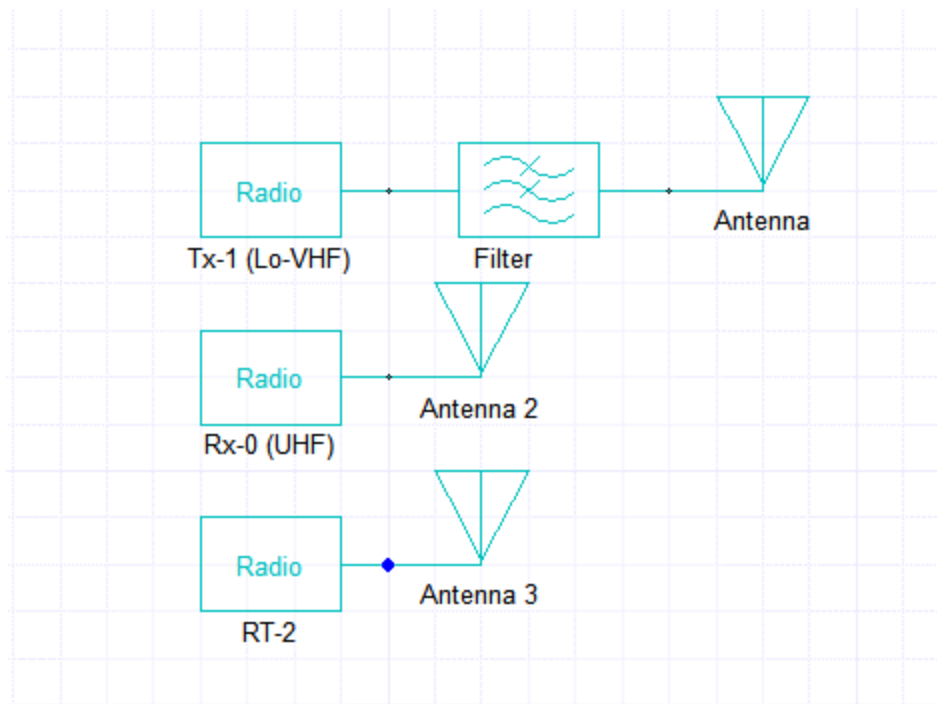 Radio
Antenna
Tx-1 (Lo-VHF)
Filter
Radio
Antenna 2
Rx-0 (UHF)
Radio
Antenna 3
RT-2